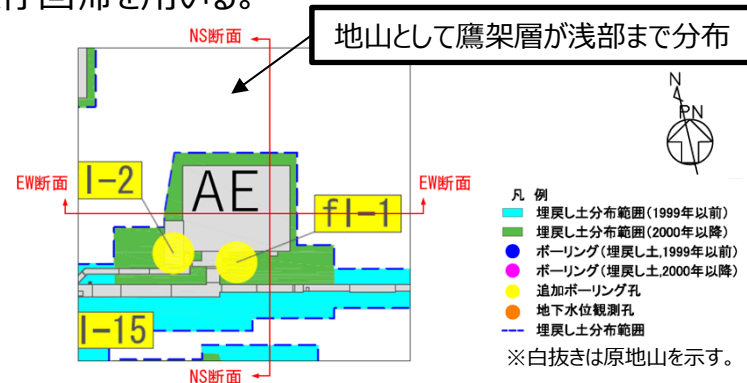 存回帰を用いる。
NS断面
地山として鷹架層が浅部まで分布
N
PN
EW断面
I-2
AE
fI-1
EW断面
I-15
NS断面
凡 例
埋戻し土分布範囲(1999年以前)
埋戻し土分布範囲(2000年以降)
ボーリング(埋戻し土,1999年以前)
ボーリング(埋戻し土,2000年以降)
追加ボーリング孔
地下水位観測孔
埋戻し土分布範囲
※白抜きは原地山を示す。